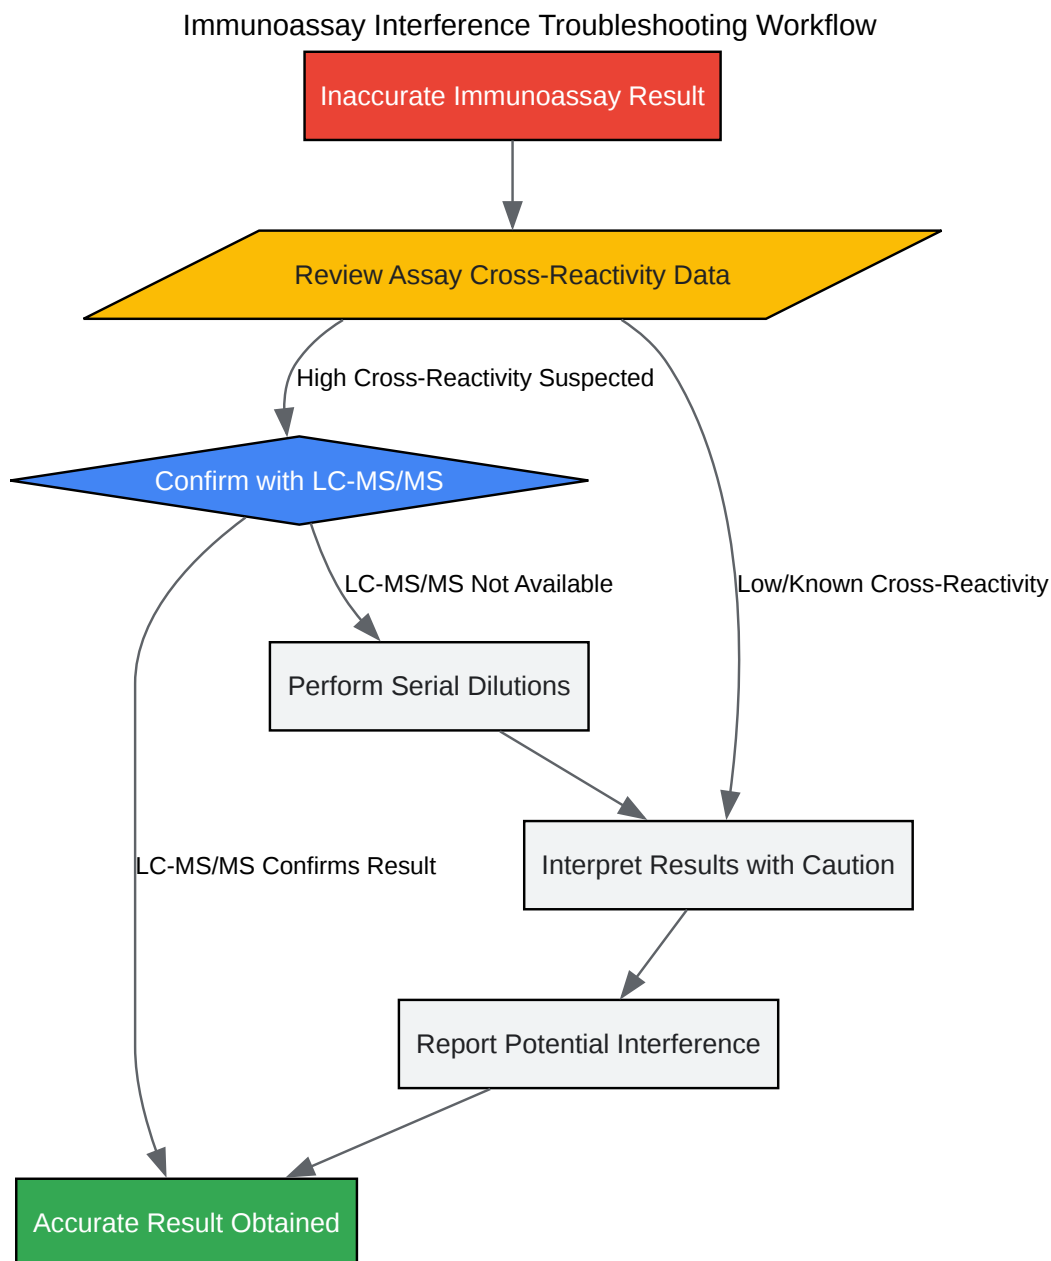 Immunoassay Interference Troubleshooting Workflow
Inaccurate Immunoassay Result
Review Assay Cross-Reactivity Data
High Cross-Reactivity Suspected
Confirm with LC-MS/MS
LC-MS/MS Not Available
Low/Known Cross-Reactivity
Perform Serial Dilutions
LC-MS/MS Confirms Result
Interpret Results with Caution
Report Potential Interference
Accurate Result Obtained